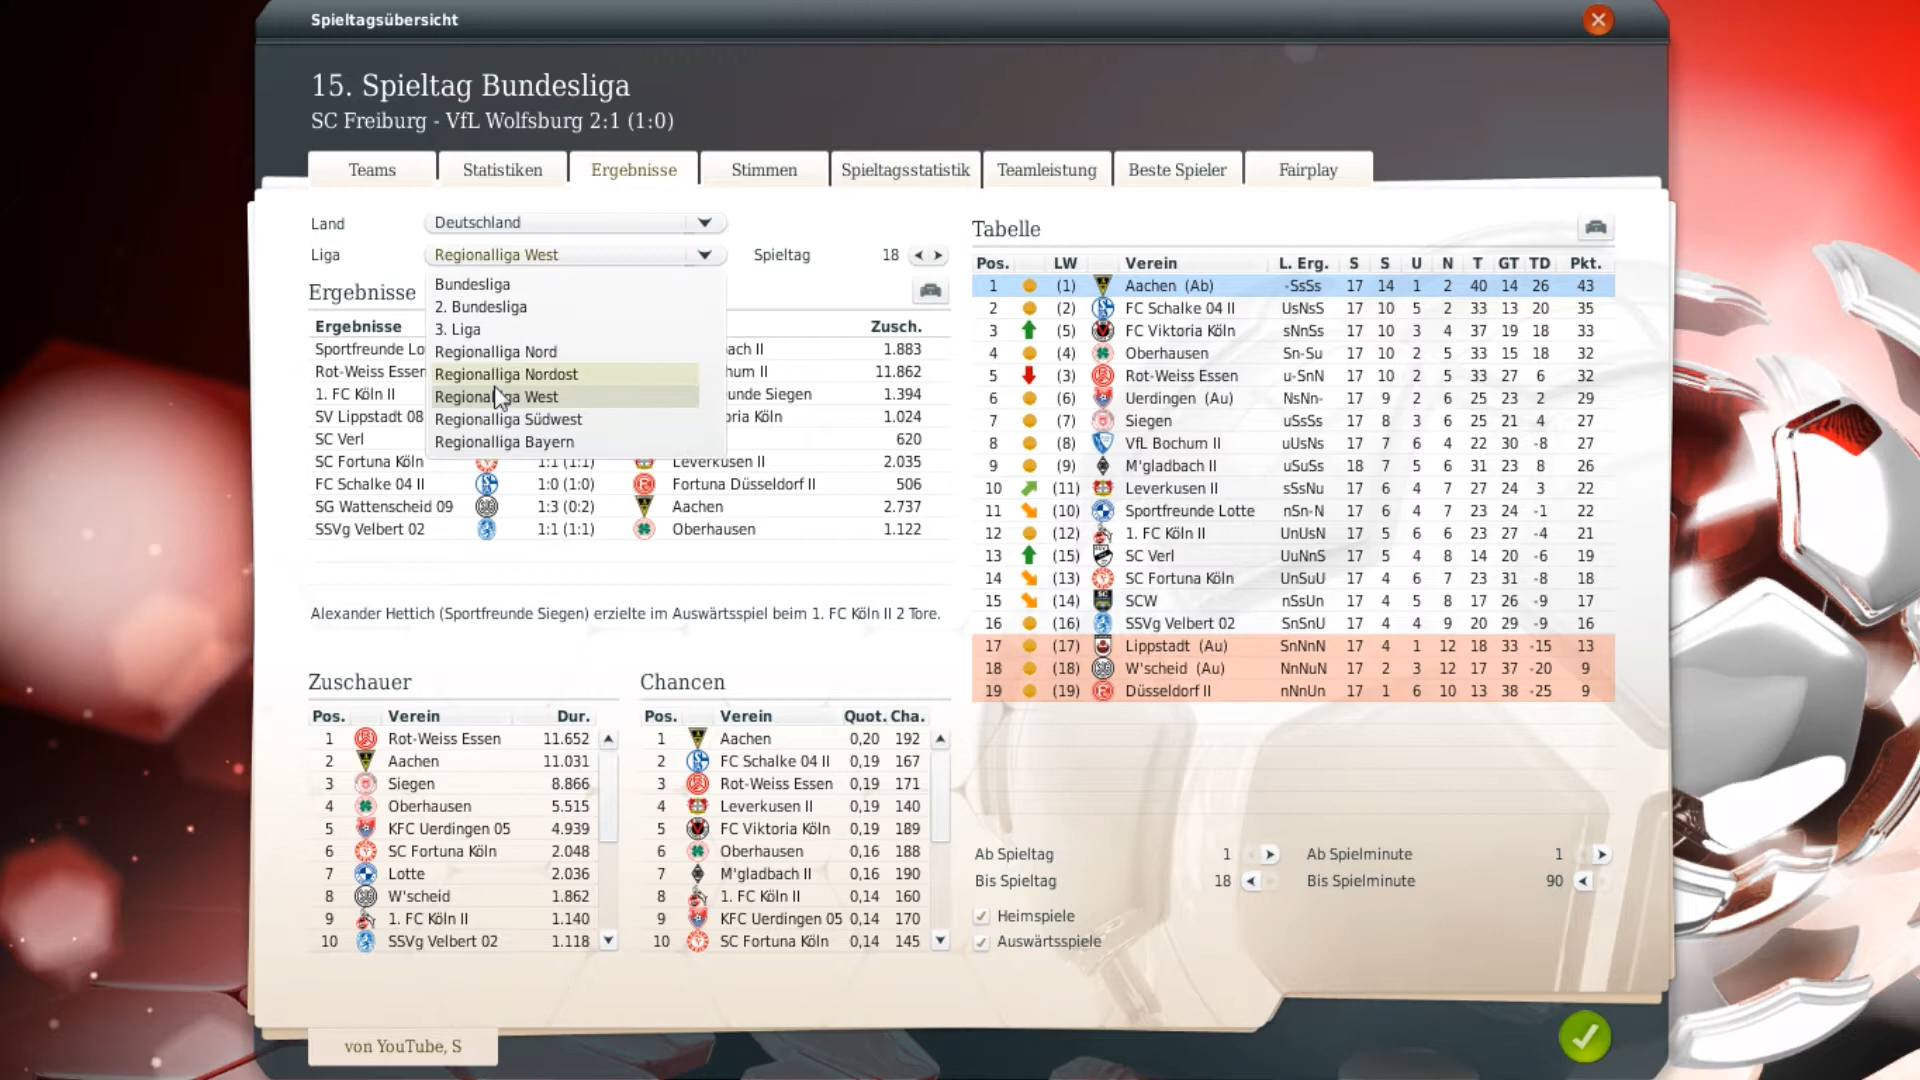 Spieltagsübersicht
15. Spieltag Bundesliga
SC Freiburg - VfL Wolfsburg 2:1 (1:0)
Teams Statistiken Ergebnisse Stimmen Spieltagsstatistik Teamleistung Beste Spieler Fairplay
Land Deutschland
Liga Regionalliga West Spieltag 18
Bundesliga
2. Bundesliga
3. Liga
Regionalliga Nord
Regionalliga Nordost
Regionalliga West
Regionalliga Südwest
Regionalliga Bayern
Ergebnisse
Ergebnisse Zusch.
Sportfreunde Lo ach II 1.883
Rot-Weiss Essen hum II 11.862
1. FC Köln II unde Siegen 1.394
SV Lippstadt 08 oria Köln 1.024
SC Verl 620
SC Fortuna Köln 1:1 (1:1) Leverkusen II 2.035
FC Schalke 04 II 1:0 (1:0) Fortuna Düsseldorf II 506
SG Wattenscheid 09 1:3 (0:2) Aachen 2.737
SSVg Velbert 02 1:1 (1:1) Oberhausen 1.122
Alexander Hettich (Sportfreunde Siegen) erzielte im Auswärtsspiel beim 1. FC Köln II 2 Tore.
Zuschauer
Pos. Verein Dur.
1 Rot-Weiss Essen 11.652
2 Aachen 11.031
3 Siegen 8.866
4 Oberhausen 5.515
5 KFC Uerdingen 05 4.939
6 SC Fortuna Köln 2.048
7 Lotte 2.036
8 W'scheid 1.862
9 1. FC Köln II 1.140
10 SSVg Velbert 02 1.118
Chancen
Pos. Verein Quot. Cha.
1 Aachen 0,20 192
2 FC Schalke 04 II 0,19 167
3 Rot-Weiss Essen 0,19 171
4 Leverkusen II 0,19 140
5 FC Viktoria Köln 0,19 189
6 Oberhausen 0,16 188
7 M'gladbach II 0,16 190
8 1. FC Köln II 0,14 160
9 KFC Uerdingen 05 0,14 170
10 SC Fortuna Köln 0,14 145
Tabelle
Pos. LW Verein L. Erg. S S U N T GT TD Pkt.
1 (1) Aachen (Ab) -SsSs 17 14 1 2 40 14 26 43
2 (2) FC Schalke 04 II UsNsS 17 10 5 2 33 13 20 35
3 (5) FC Viktoria Köln sNnSs 17 10 3 4 37 19 18 33
4 (4) Oberhausen Sn-Su 17 10 2 5 33 15 18 32
5 (3) Rot-Weiss Essen u-SnN 17 10 2 5 33 27 6 32
6 (6) Uerdingen (Au) NsNn- 17 9 2 6 25 23 2 29
7 (7) Siegen uSsSs 17 8 3 6 25 21 4 27
8 (8) VfL Bochum II uUsNs 17 7 6 4 22 30 -8 27
9 (9) M'gladbach II uSuSs 18 7 5 6 31 23 8 26
10 (11) Leverkusen II sSsNu 17 6 4 7 27 24 3 22
11 (10) Sportfreunde Lotte nSn-N 17 6 4 7 23 24 -1 22
12 (12) 1. FC Köln II UnUsN 17 5 6 6 23 27 -4 21
13 (15) SC Verl UuNnS 17 5 4 8 14 20 -6 19
14 (13) SC Fortuna Köln UnSuU 17 4 6 7 23 31 -8 18
15 (14) SCW nSsUn 17 4 5 8 17 26 -9 17
16 (16) SSVg Velbert 02 SnSnU 17 4 4 9 20 29 -9 16
17 (17) Lippstadt (Au) SnNnN 17 4 1 12 18 33 -15 13
18 (18) W'scheid (Au) NnNuN 17 2 3 12 17 37 -20 9
19 (19) Düsseldorf II nNnUn 17 1 6 10 13 38 -25 9
Ab Spieltag 1 Ab Spielminute 1
Bis Spieltag 18 Bis Spielminute 90
Heimspiele
Auswärtsspiele
von YouTube, S